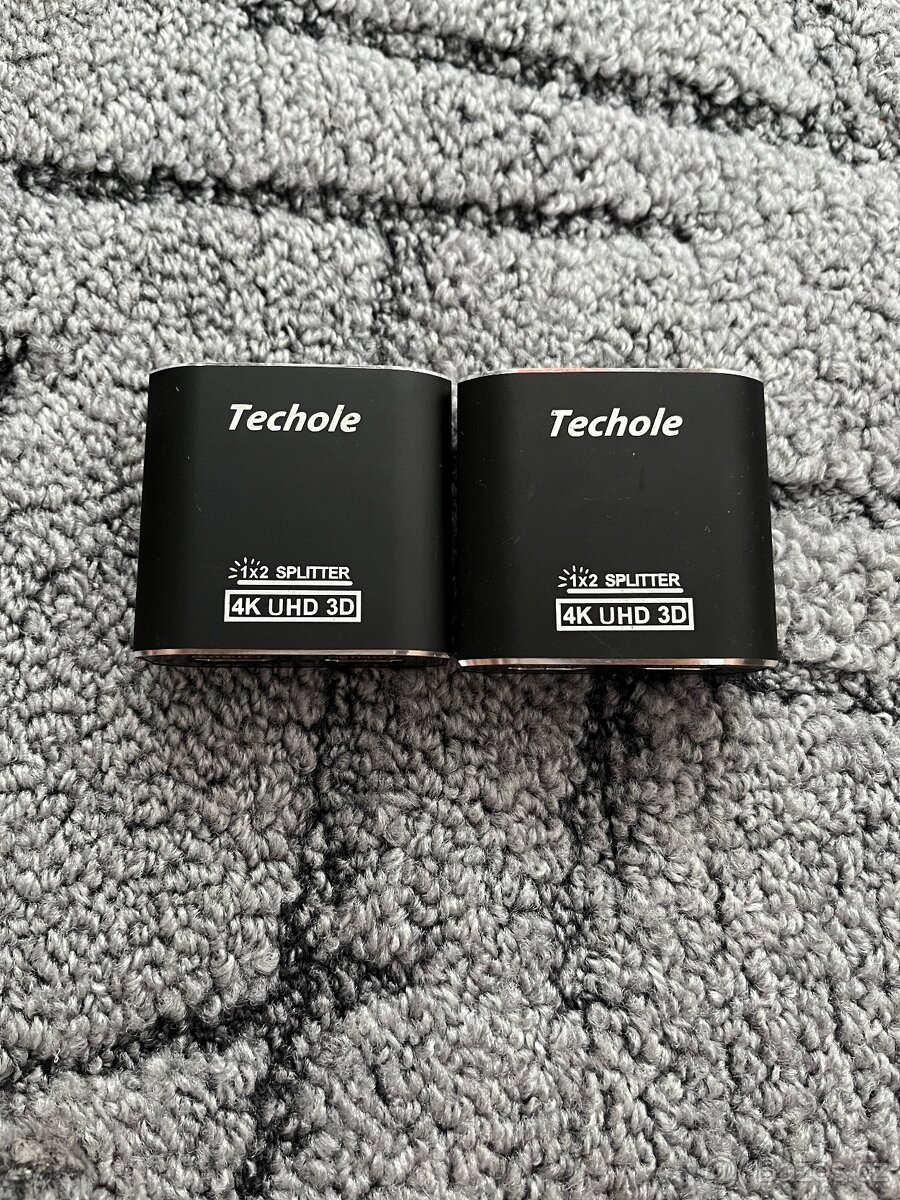 Techole
1x2 SPLITTER
4K UHD 3D
Techole
1x2 SPLITTER
4K UHD 3D